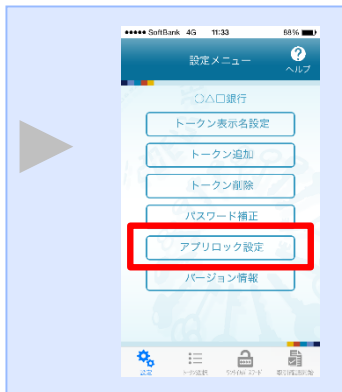 ●●●●● SoftBank 4G 11:33 88%
設定メニュー
?
ヘルプ
○△□銀行
トークン表示名設定
トークン追加
トークン削除
パスワード補正
アプリロック設定
バージョン情報
設定